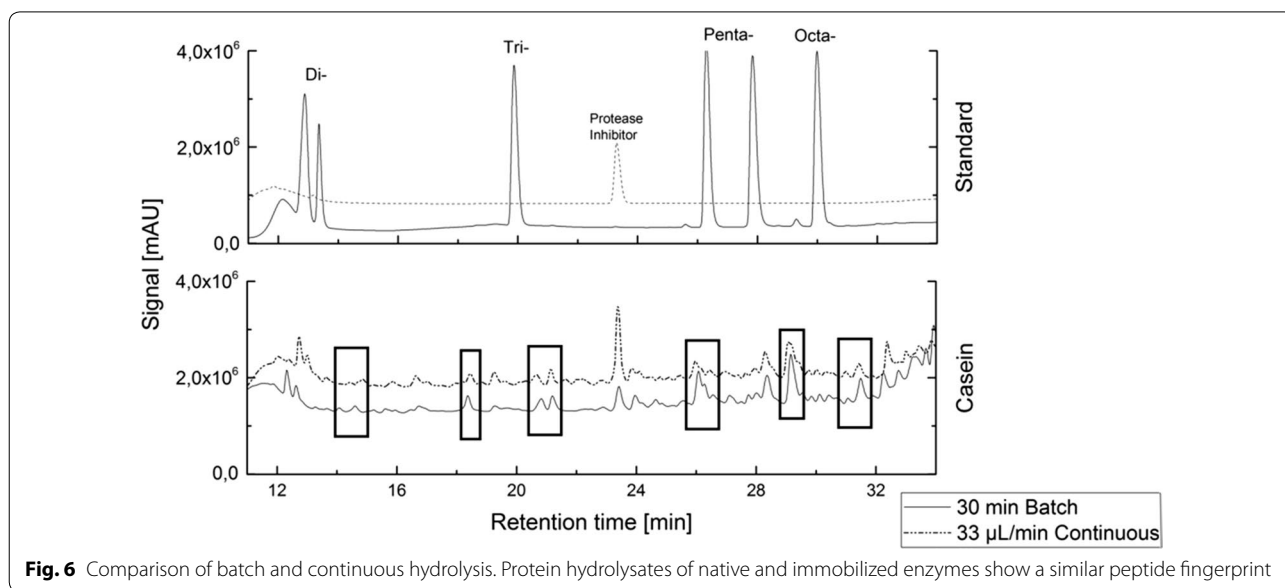 4,0x10⁶
2,0x10⁶
0,0
Di-
Tri-
Protease
Inhibitor
Penta-
Octa-
Standard
Signal [mAU]
4,0x10⁶
2,0x10⁶
0,0
Casein
12 16 20 24 28 32
Retention time [min]
30 min Batch
33 µL/min Continuous
Fig. 6 Comparison of batch and continuous hydrolysis. Protein hydrolysates of native and immobilized enzymes show a similar peptide fingerprint